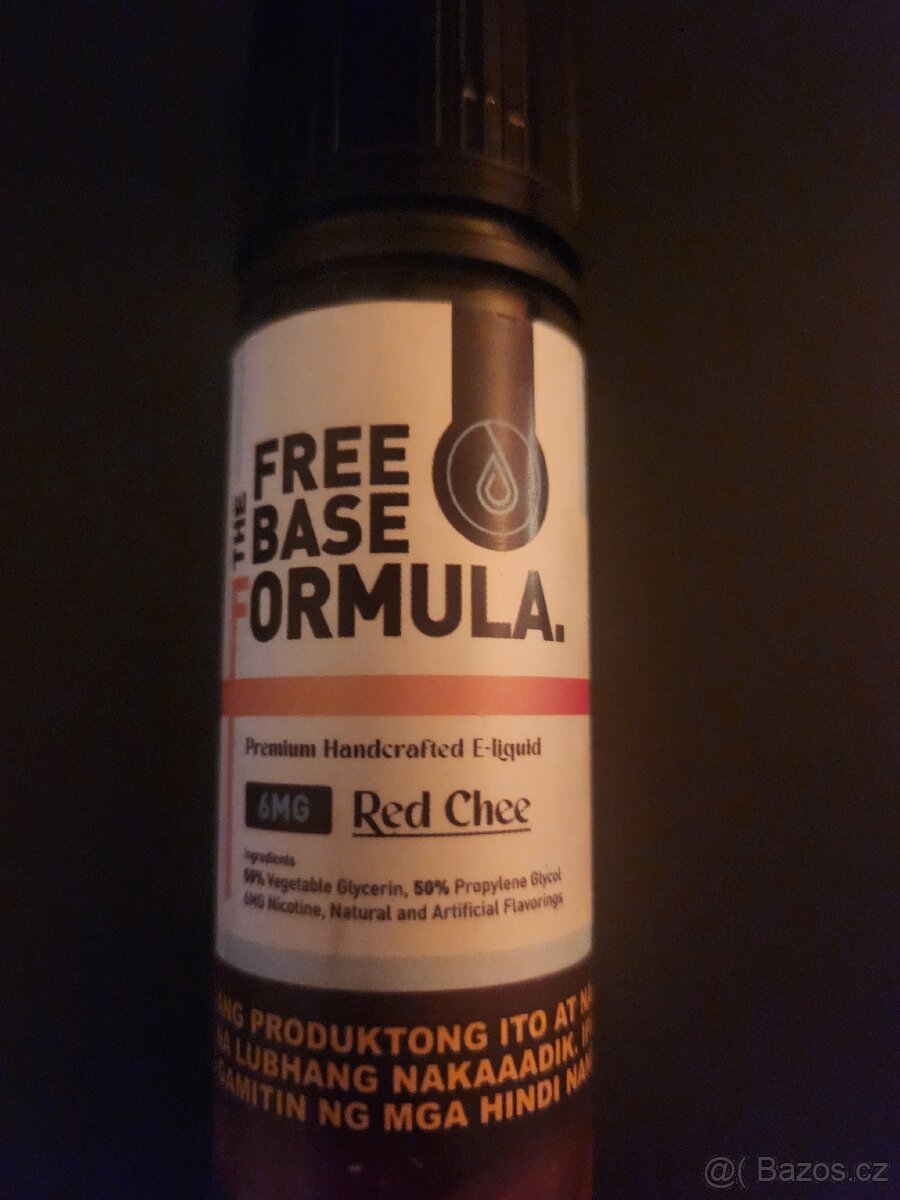 THE
FREE
BASE
FORMULA.
Premium Handcrafted E-liquid
6MG Red Chee
Ingredients
50% Vegetable Glycerin, 50% Propylene Glycol
6MG Nicotine, Natural and Artificial Flavorings
ANG PRODUKTONG ITO AT
LUBHANG NAKAAADIK.
GAMITIN NG MGA HINDI
@( Bazos.cz